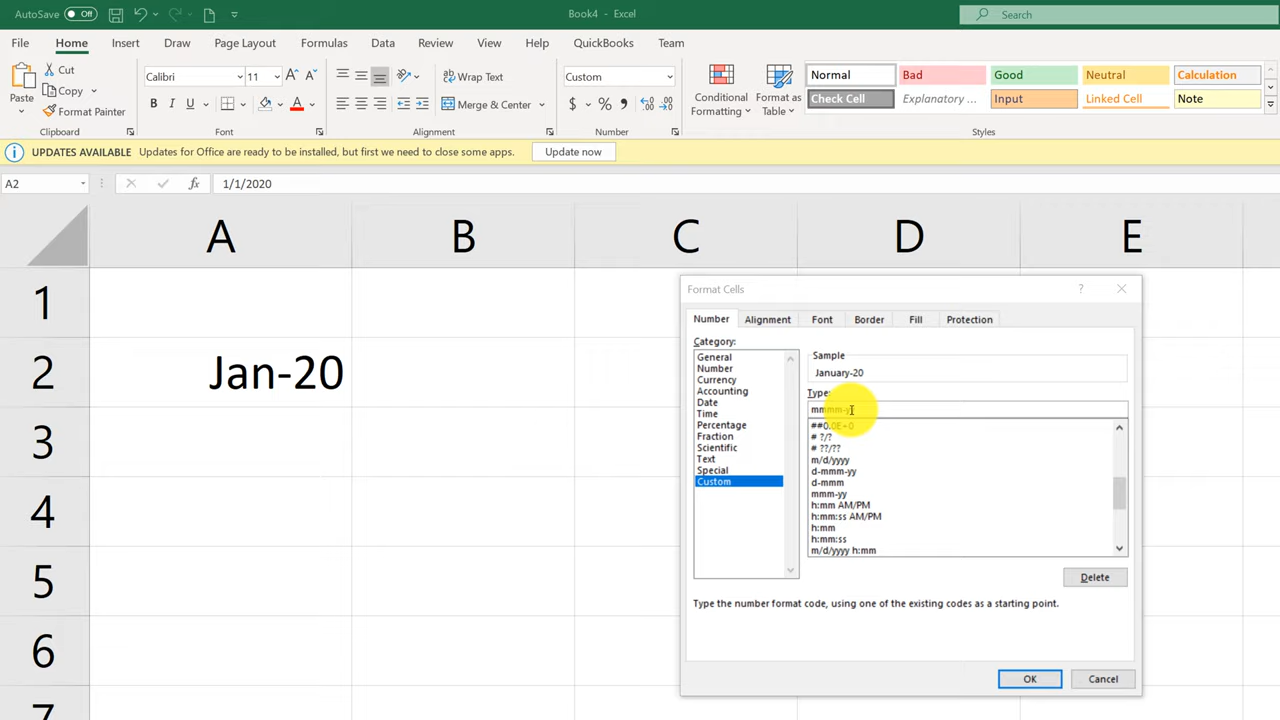 AutoSave Off Book4 - Excel Search
File Home Insert Draw Page Layout Formulas Data Review View Help QuickBooks Team
Paste
Cut
Copy
Format Painter
Calibri 11 A A
B I U A
Wrap Text
Merge & Center
Custom
$ % ,
Conditional Formatting
Format as Table
Normal Bad Good Neutral Calculation
Check Cell Explanatory ... Input Linked Cell Note
Clipboard Font Alignment Number Styles
UPDATES AVAILABLE Updates for Office are ready to be installed, but first we need to close some apps. Update now
A2 fx 1/1/2020
A B C D E
1
2 Jan-20
3
4
5
6
7
Format Cells ? ×
Number Alignment Font Border Fill Protection
Category:
General
Number
Currency
Accounting
Date
Time
Percentage
Fraction
Scientific
Text
Special
Custom
Sample
January-20
Type:
mmmm-yy
##0.0E+0
# ?/?
# ??/??
m/d/yyyy
d-mmm-yy
d-mmm
mmm-yy
h:mm AM/PM
h:mm:ss AM/PM
h:mm
h:mm:ss
m/d/yyyy h:mm
Delete
Type the number format code, using one of the existing codes as a starting point.
OK Cancel